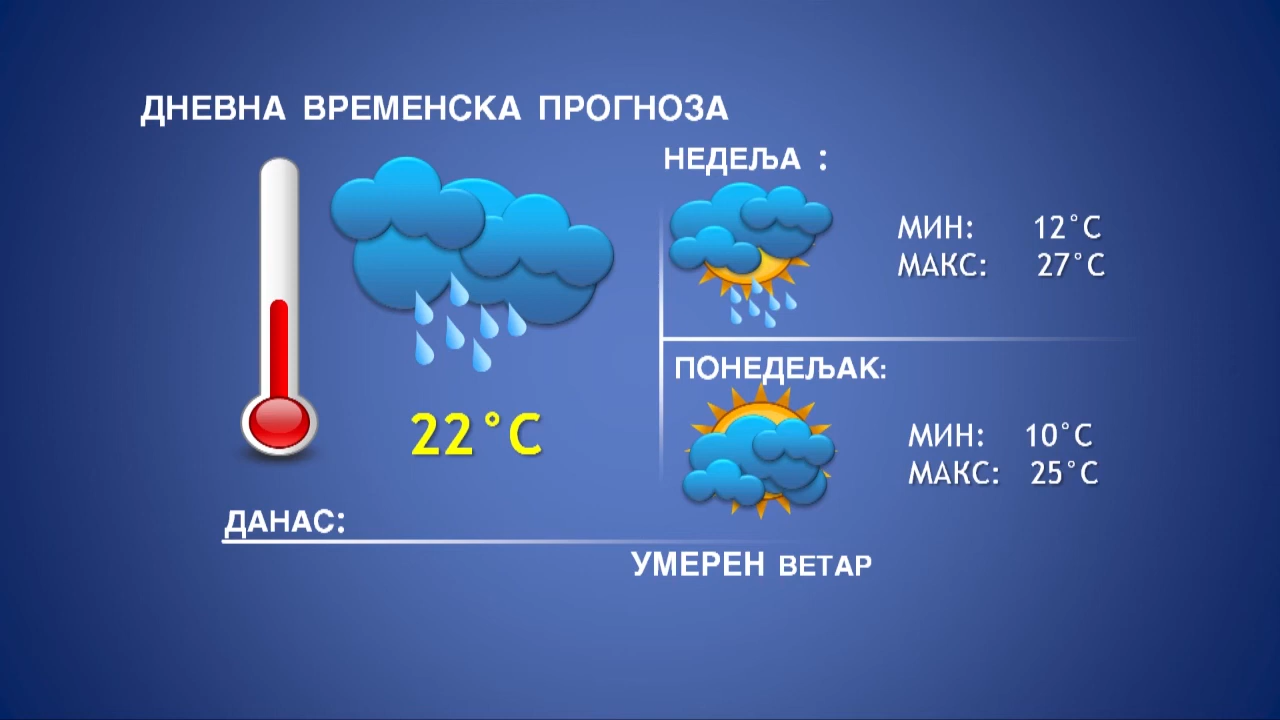 ДНЕВНА ВРЕМЕНСКА ПРОГНОЗА
22°C
ДАНАС:
НЕДЕЉА :
МИН: 12°C
МАКС: 27°C
ПОНЕДЕЉАК:
МИН: 10°C
МАКС: 25°C
УМЕРЕН ВЕТАР